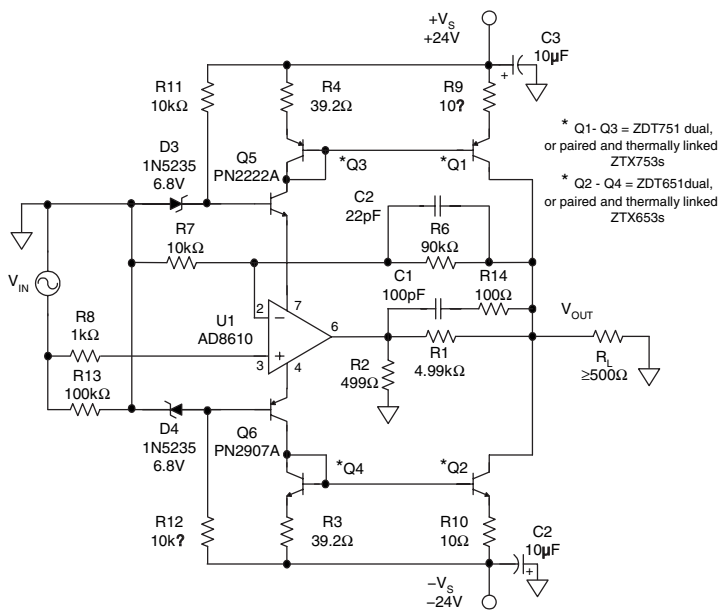 +VS
+24V
C3
10µF
+
R11
10kΩ
R4
39.2Ω
R9
10?
* Q1- Q3 = ZDT751 dual,
or paired and thermally linked
ZTX753s
* Q2 - Q4 = ZDT651dual,
or paired and thermally linked
ZTX653s
D3
1N5235
6.8V
Q5
PN2222A
*Q3
*Q1
C2
22pF
R7
10kΩ
R6
90kΩ
VIN
C1
100pF
R14
100Ω
R8
1kΩ
U1
AD8610
2
7
6
3
4
−
+
VOUT
R2
499Ω
R1
4.99kΩ
RL
≥500Ω
R13
100kΩ
D4
1N5235
6.8V
Q6
PN2907A
*Q4
*Q2
R12
10k?
R3
39.2Ω
R10
10Ω
C2
10µF
+
−VS
−24V